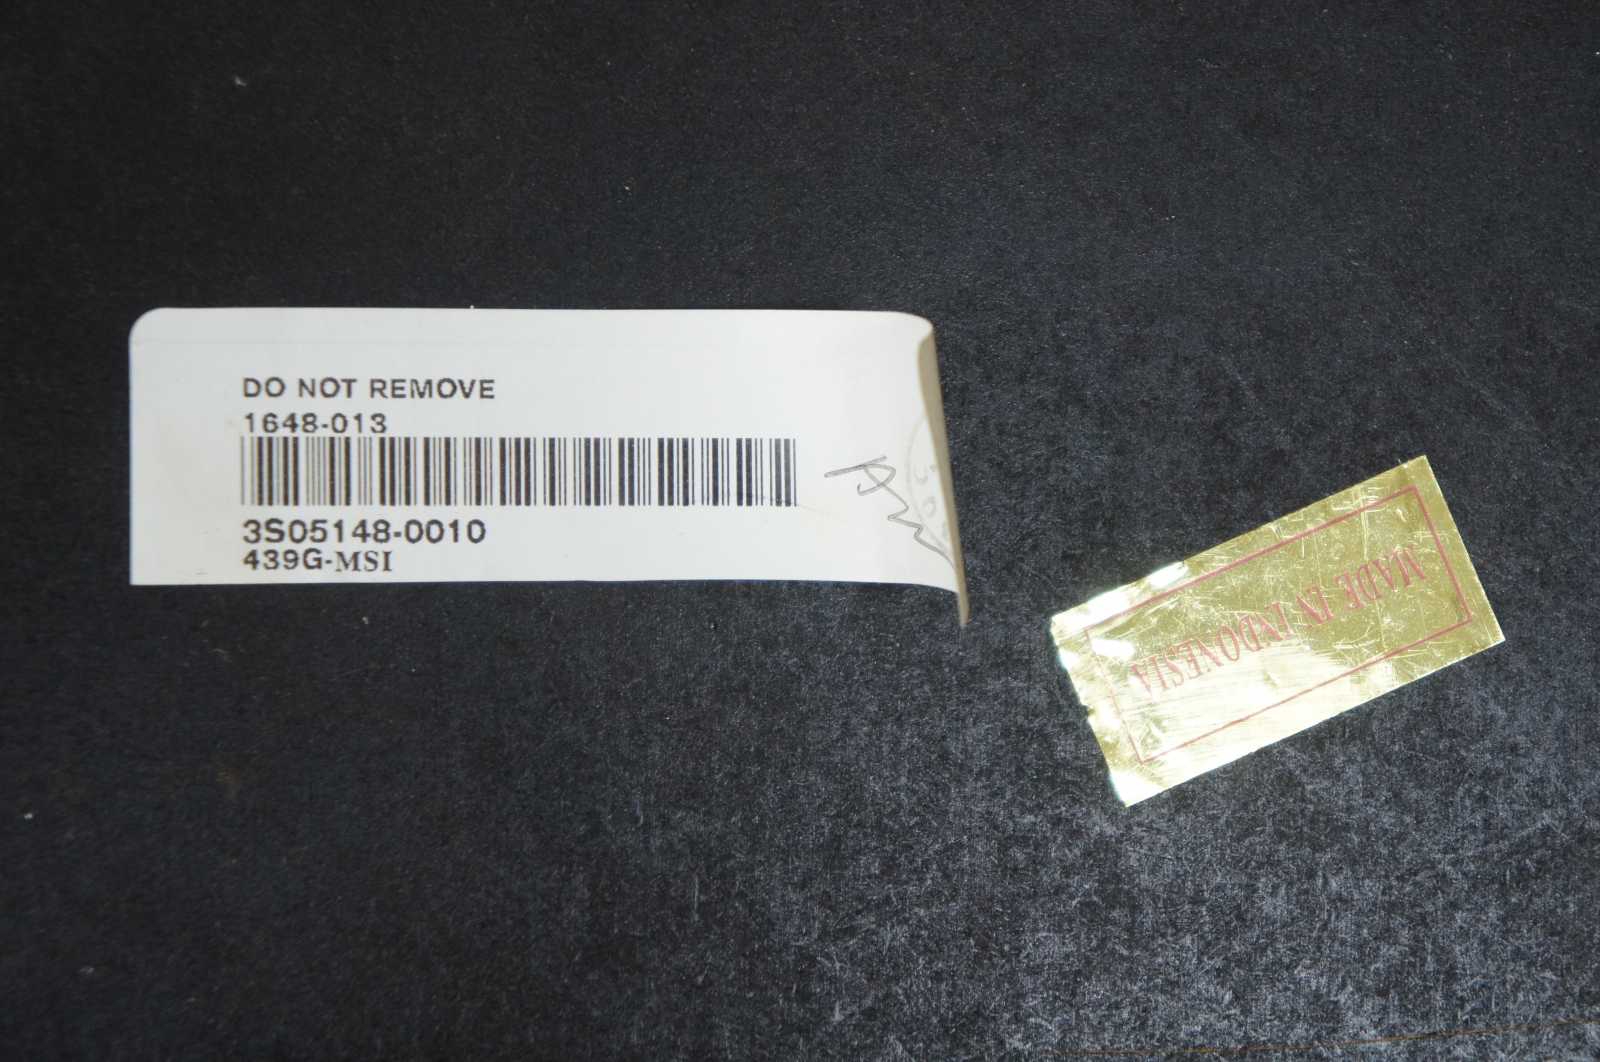 DO NOT REMOVE
1648-013
3S05148-0010
439G-MSI
MADE IN INDONESIA